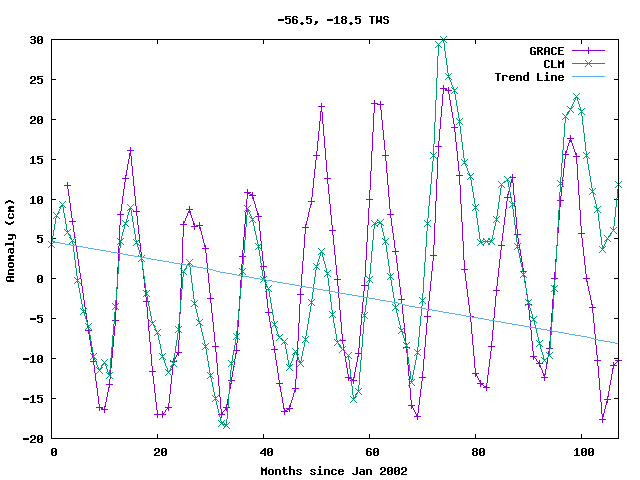 -56.5, -18.5 TWS
GRACE
CLM
Trend Line
30
25
20
15
10
5
0
-5
-10
-15
-20
Anomaly (cm)
0 20 40 60 80 100
Months since Jan 2002